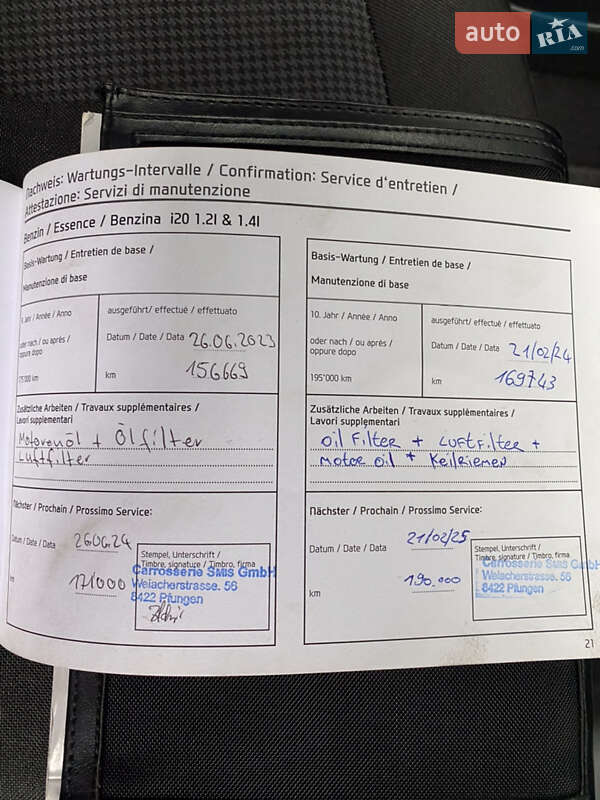 auto RIA .com
Nachweis: Wartungs-Intervalle / Confirmation: Service d'entretien /
Attestazione: Servizi di manutenzione
Benzin / Essence / Benzina i20 1.2l & 1.4l
Basis-Wartung / Entretien de base /
Manutenzione di base
9. Jahr / Année / Anno
oder nach / ou après /
oppure dopo
175'000 km
ausgeführt/ effectué / effettuato
Datum / Date / Data 26.06.2023
km 156669
Zusätzliche Arbeiten / Travaux supplémentaires /
Lavori supplementari
Motorenöl + Ölfilter
Luftfilter
Nächster / Prochain / Prossimo Service:
Datum / Date / Data 26.06.24
km 171000
Stempel, Unterschrift /
Timbre, signature / Timbro, firma
Carrosserie Smis GmbH
Weiacherstrasse. 56
8422 Pfungen
Basis-Wartung / Entretien de base /
Manutenzione di base
10. Jahr / Année / Anno
oder nach / ou après /
oppure dopo
195'000 km
ausgeführt/ effectué / effettuato
Datum / Date / Data 21/02/24
km 169743
Zusätzliche Arbeiten / Travaux supplémentaires /
Lavori supplementari
Oil Filter + Luftfilter +
Motor oil + Keilriemen
Nächster / Prochain / Prossimo Service:
Datum / Date / Data 21/02/25
km 190.000
Stempel, Unterschrift /
Timbre, signature / Timbro, firma
Carrosserie Smis GmbH
Weiacherstrasse. 56
8422 Pfungen
21